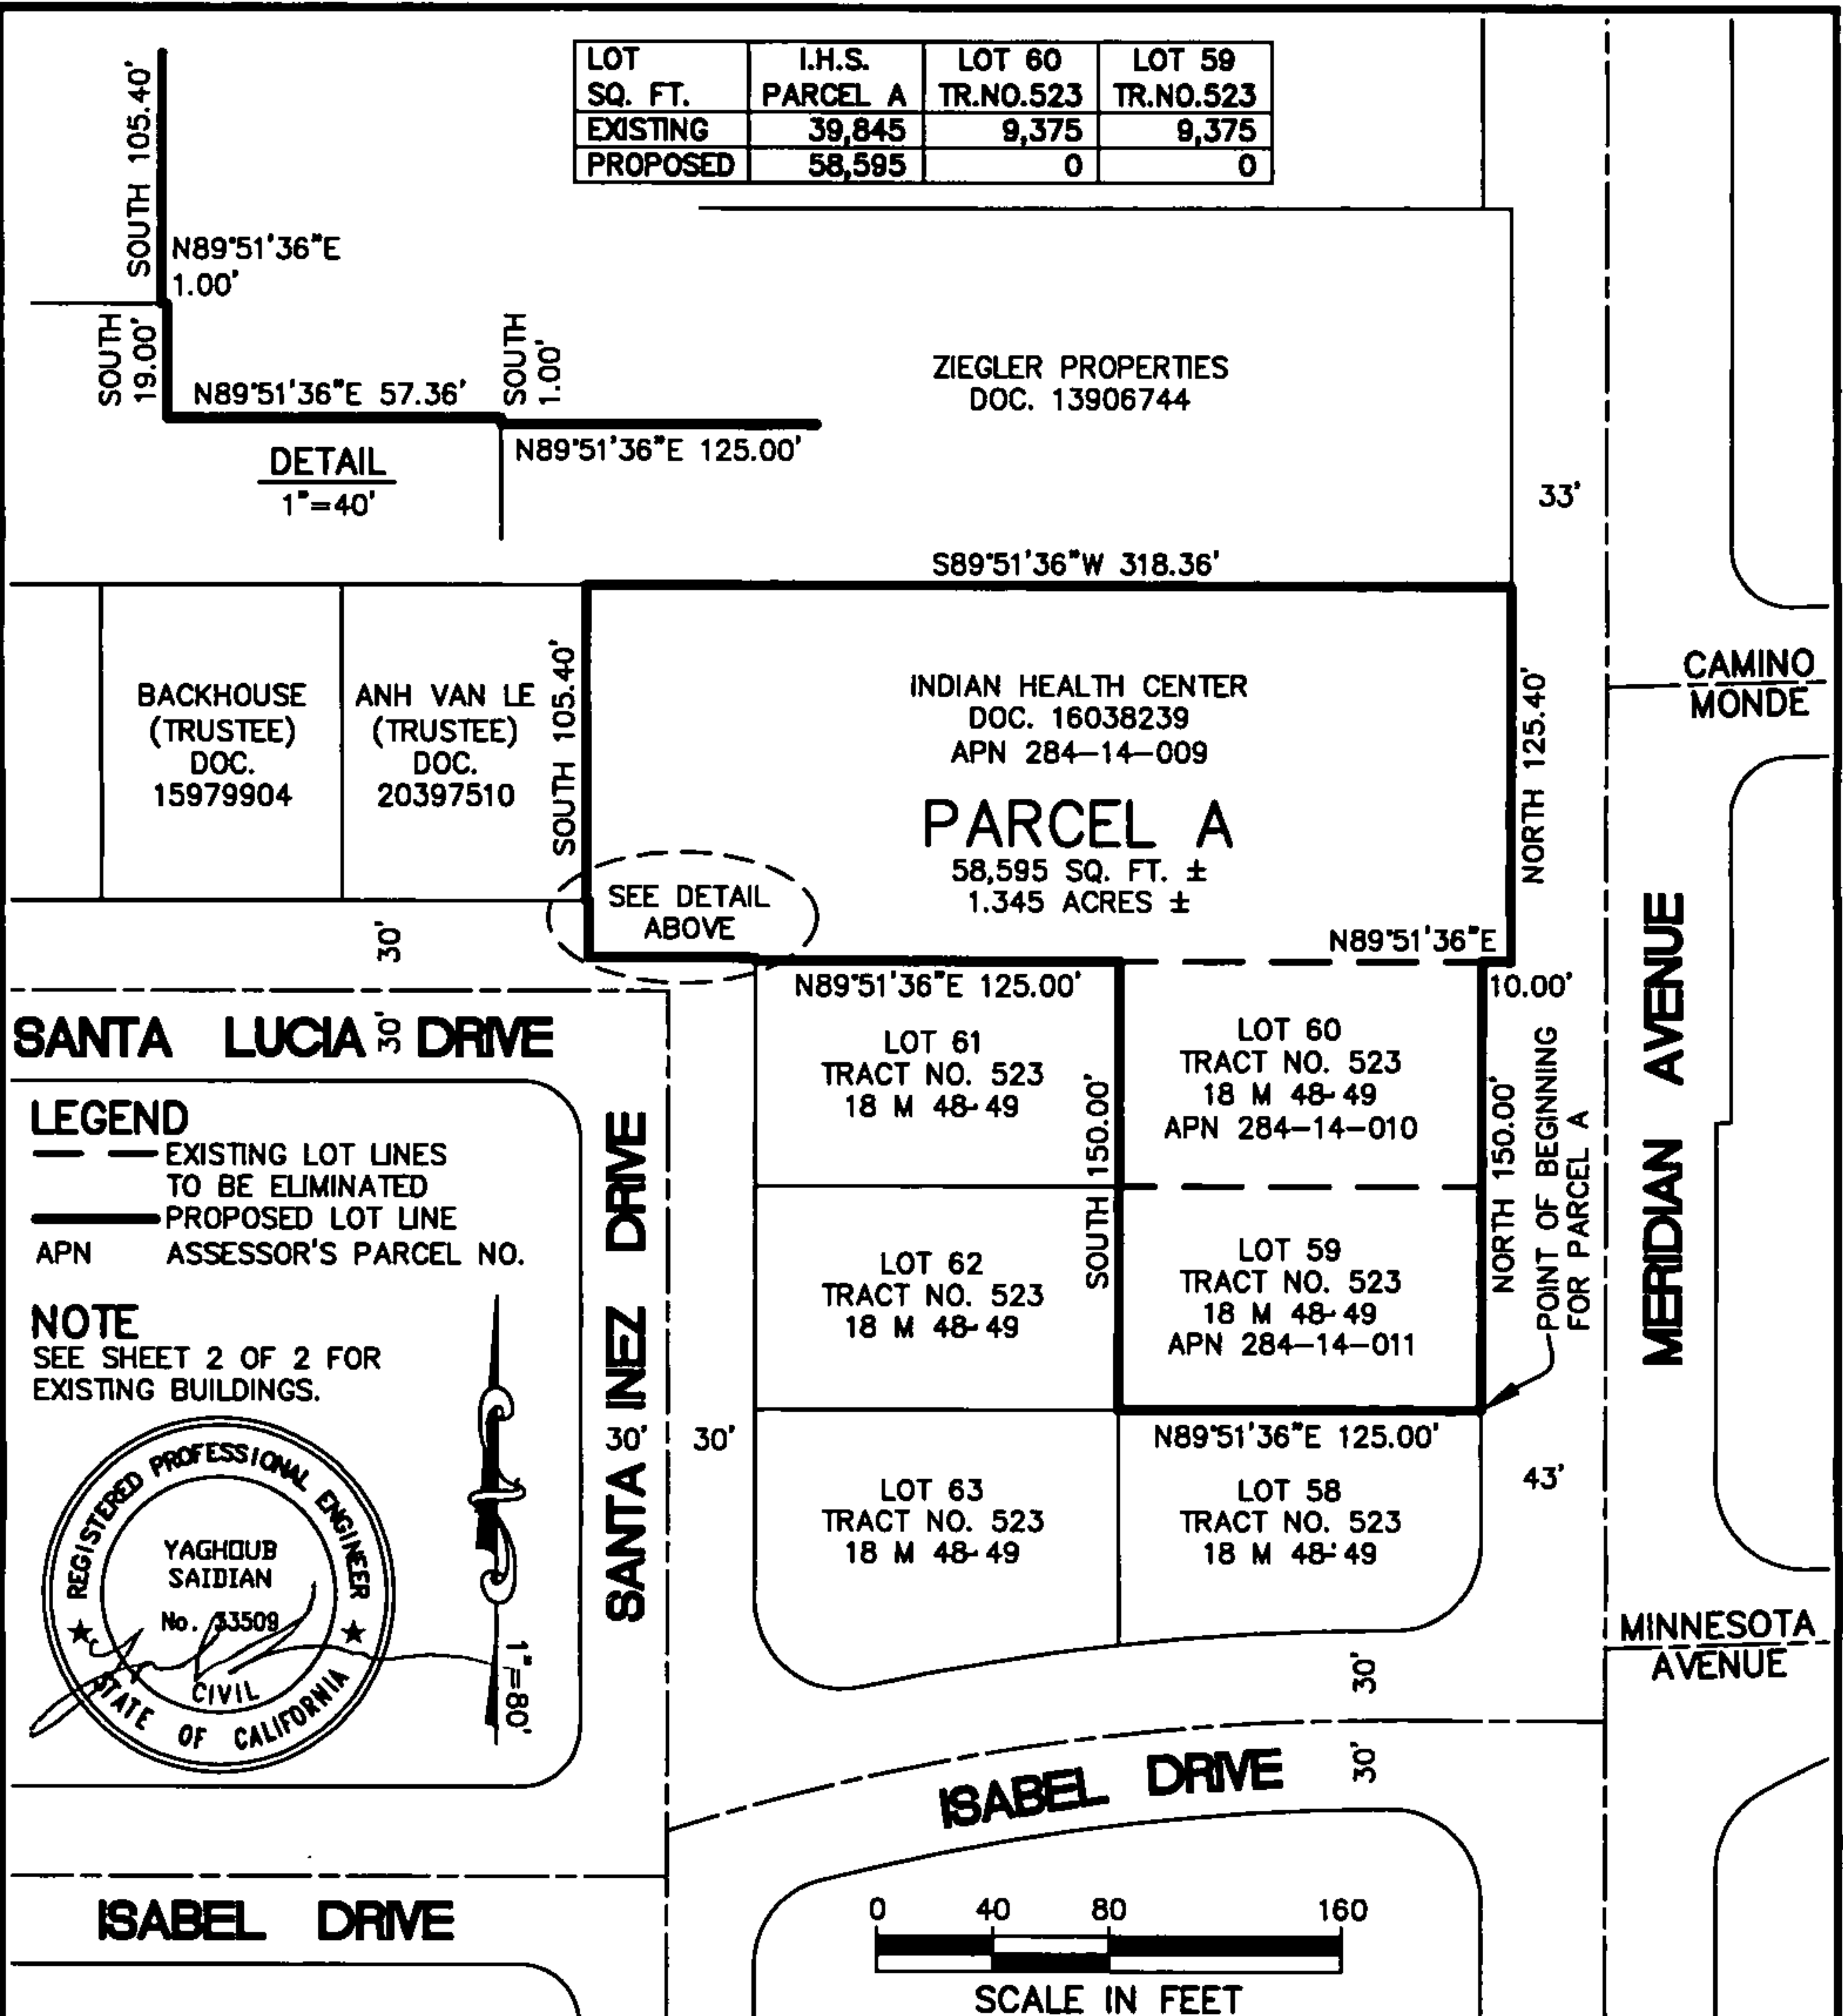 LOT SQ. FT. I.H.S. PARCEL A LOT 60 TR.NO.523 LOT 59 TR.NO.523
EXISTING 39,845 9,375 9,375
PROPOSED 58,595 0 0
SOUTH 105.40'
N89°51'36"E
1.00'
SOUTH
19.00'
N89°51'36"E 57.36'
SOUTH
1.00'
N89°51'36"E 125.00'
DETAIL
1"=40'
ZIEGLER PROPERTIES
DOC. 13906744
33'
S89°51'36"W 318.36'
BACKHOUSE
(TRUSTEE)
DOC.
15979904
ANH VAN LE
(TRUSTEE)
DOC.
20397510
SOUTH 105.40'
INDIAN HEALTH CENTER
DOC. 16038239
APN 284-14-009
PARCEL A
58,595 SQ. FT. ±
1.345 ACRES ±
NORTH 125.40'
CAMINO
MONDE
SEE DETAIL
ABOVE
N89°51'36"E
10.00'
N89°51'36"E 125.00'
30'
SANTA LUCIA DRIVE
30'
MERIDIAN AVENUE
LOT 61
TRACT NO. 523
18 M 48-49
SOUTH 150.00'
LOT 60
TRACT NO. 523
18 M 48-49
APN 284-14-010
NORTH 150.00'
POINT OF BEGINNING
FOR PARCEL A
LEGEND
EXISTING LOT LINES
TO BE ELIMINATED
PROPOSED LOT LINE
APN ASSESSOR'S PARCEL NO.
NOTE
SEE SHEET 2 OF 2 FOR
EXISTING BUILDINGS.
SANTA INEZ DRIVE
LOT 62
TRACT NO. 523
18 M 48-49
LOT 59
TRACT NO. 523
18 M 48-49
APN 284-14-011
30'
30'
N89°51'36"E 125.00'
43'
LOT 63
TRACT NO. 523
18 M 48-49
LOT 58
TRACT NO. 523
18 M 48-49
REGISTERED PROFESSIONAL ENGINEER
YAGHOUB
SAIDIAN
No. 33509
CIVIL
STATE OF CALIFORNIA
1"=80'
MINNESOTA
AVENUE
30'
30'
ISABEL DRIVE
ISABEL DRIVE
0 40 80 160
SCALE IN FEET